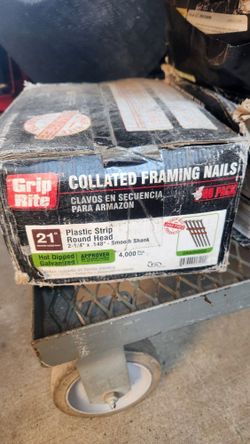 Grip
Rite
COLLATED FRAMING NAILS
CLAVOS EN SECUENCIA
PARA ARMAZON
PACK
21°
Plastic Strip
Round Head
2-1/4" x .148" - Smooth Shank
Hot Dipped
Galvanized
APPROVED
4,000